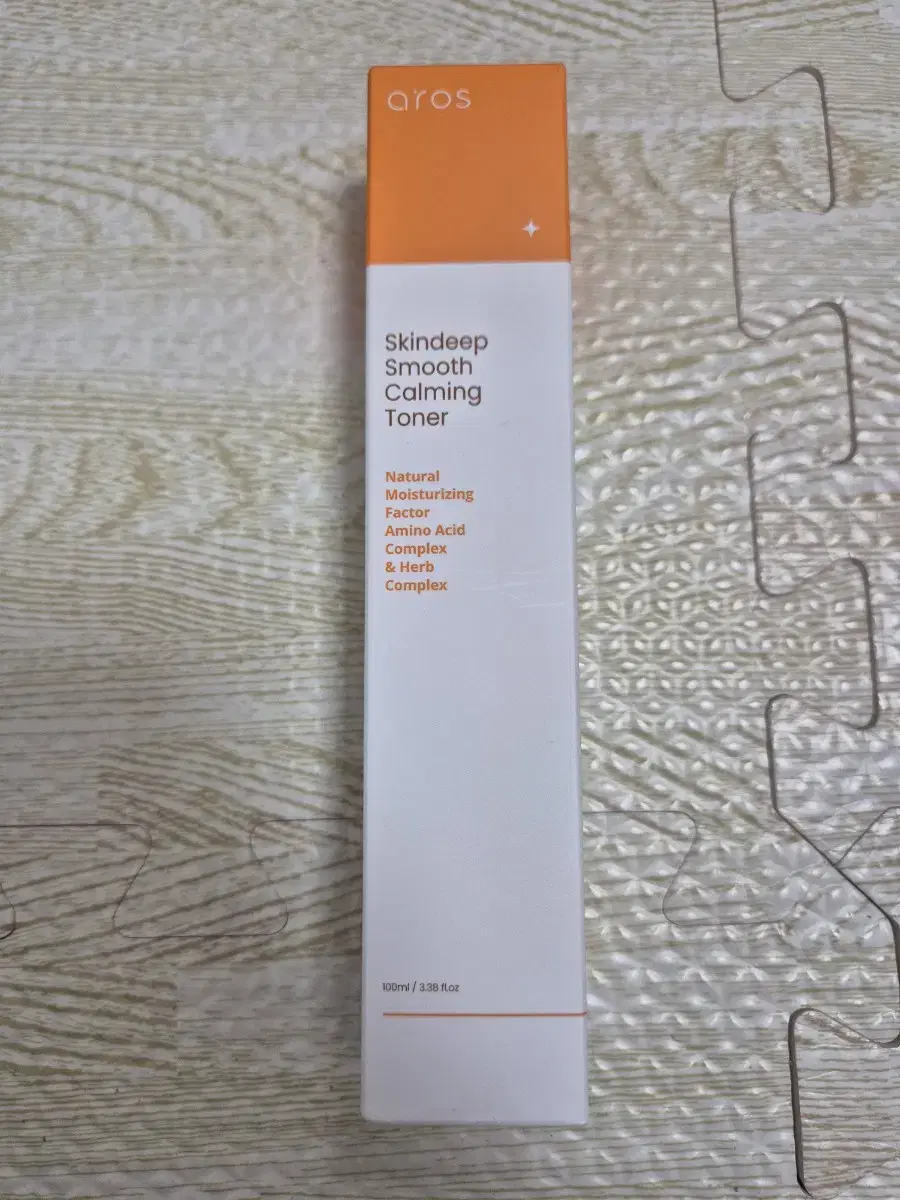 aros
Skindeep
Smooth
Calming
Toner
Natural
Moisturizing
Factor
Amino Acid
Complex
& Herb
Complex
100ml / 3.38 fl.oz